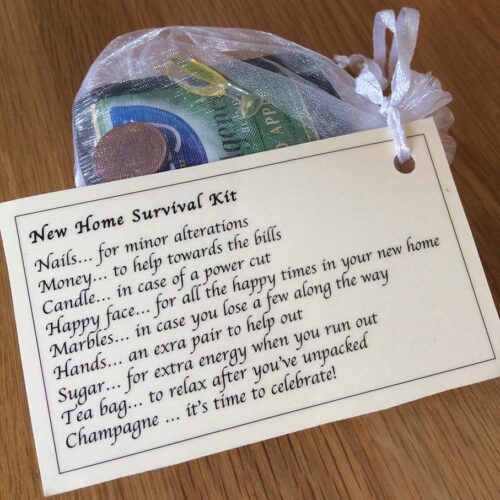 New Home Survival Kit
Nails... for minor alterations
Money... to help towards the bills
Candle... in case of a power cut
Happy face... for all the happy times in your new home
Marbles... in case you lose a few along the way
Hands... an exra pair to help out
Sugar... for extra energy when you run out
Tea bag... to relax after you've unpacked
Champagne ... it's time to celebrate!